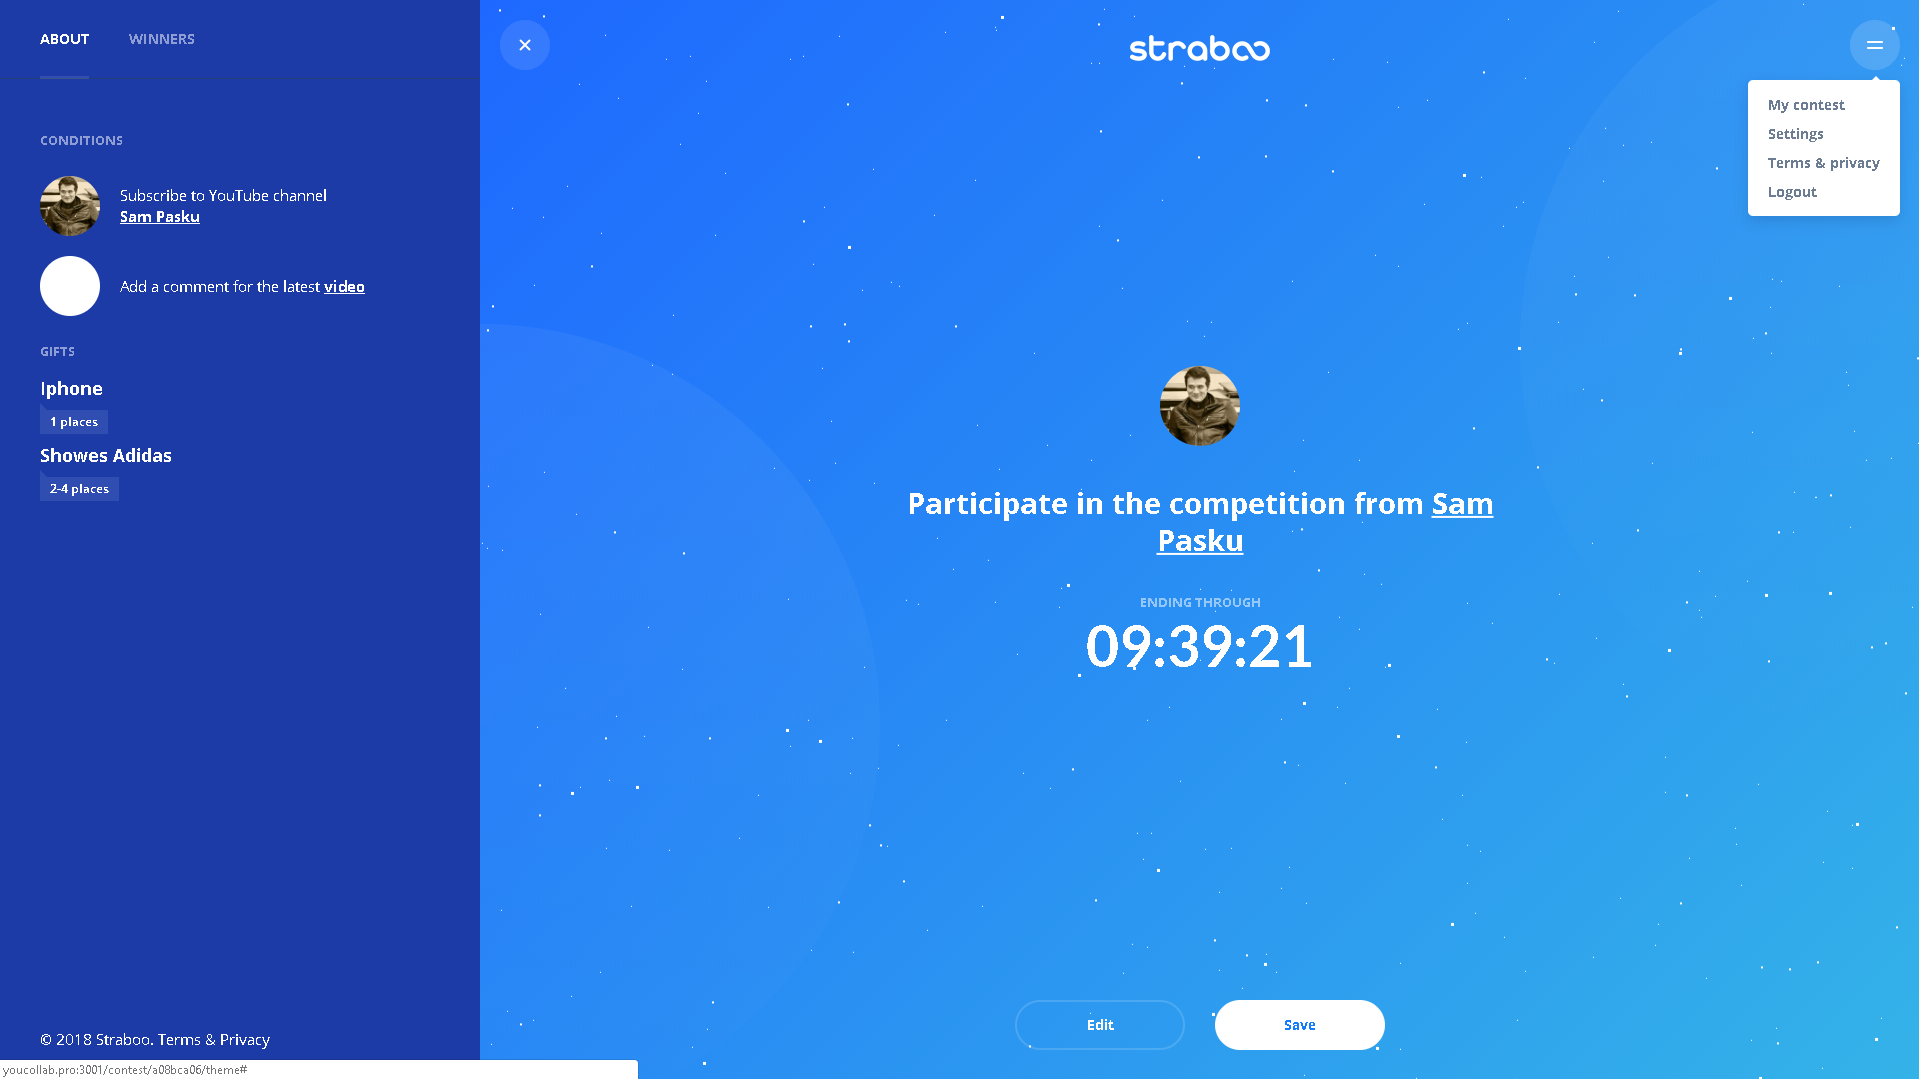 ABOUT
WINNERS
CONDITIONS
Subscribe to YouTube channel
Sam Pasku
Add a comment for the latest video
GIFTS
Iphone
1 places
Showes Adidas
2-4 places
© 2018 Straboo. Terms & Privacy
youcollab.pro:3001/contest/a08bca06/theme#
straboo
My contest
Settings
Terms & privacy
Logout
Participate in the competition from Sam
Pasku
ENDING THROUGH
09:39:21
Edit
Save